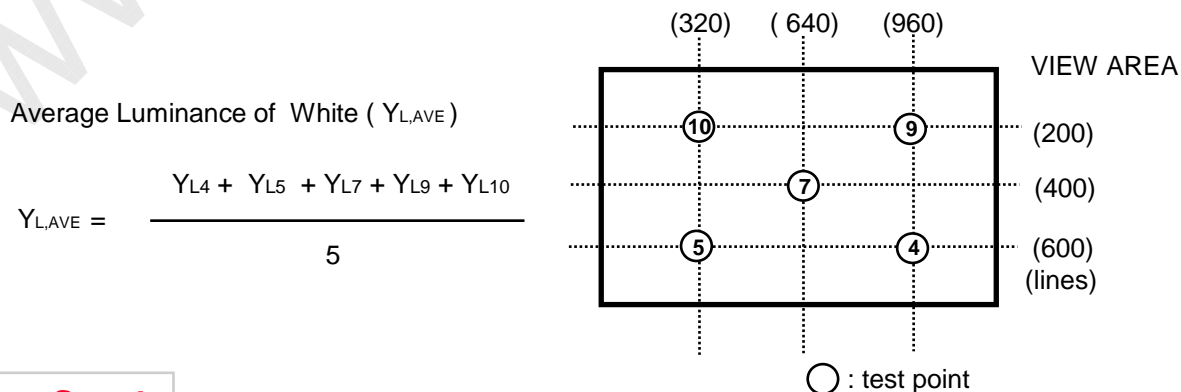 (320) ( 640) (960)
VIEW AREA
Average Luminance of White ( YL,AVE )
10 9 (200)
YL4 + YL5 + YL7 + YL9 + YL10
7 (400)
YL,AVE =
5
5 4 (600)
(lines)
: test point